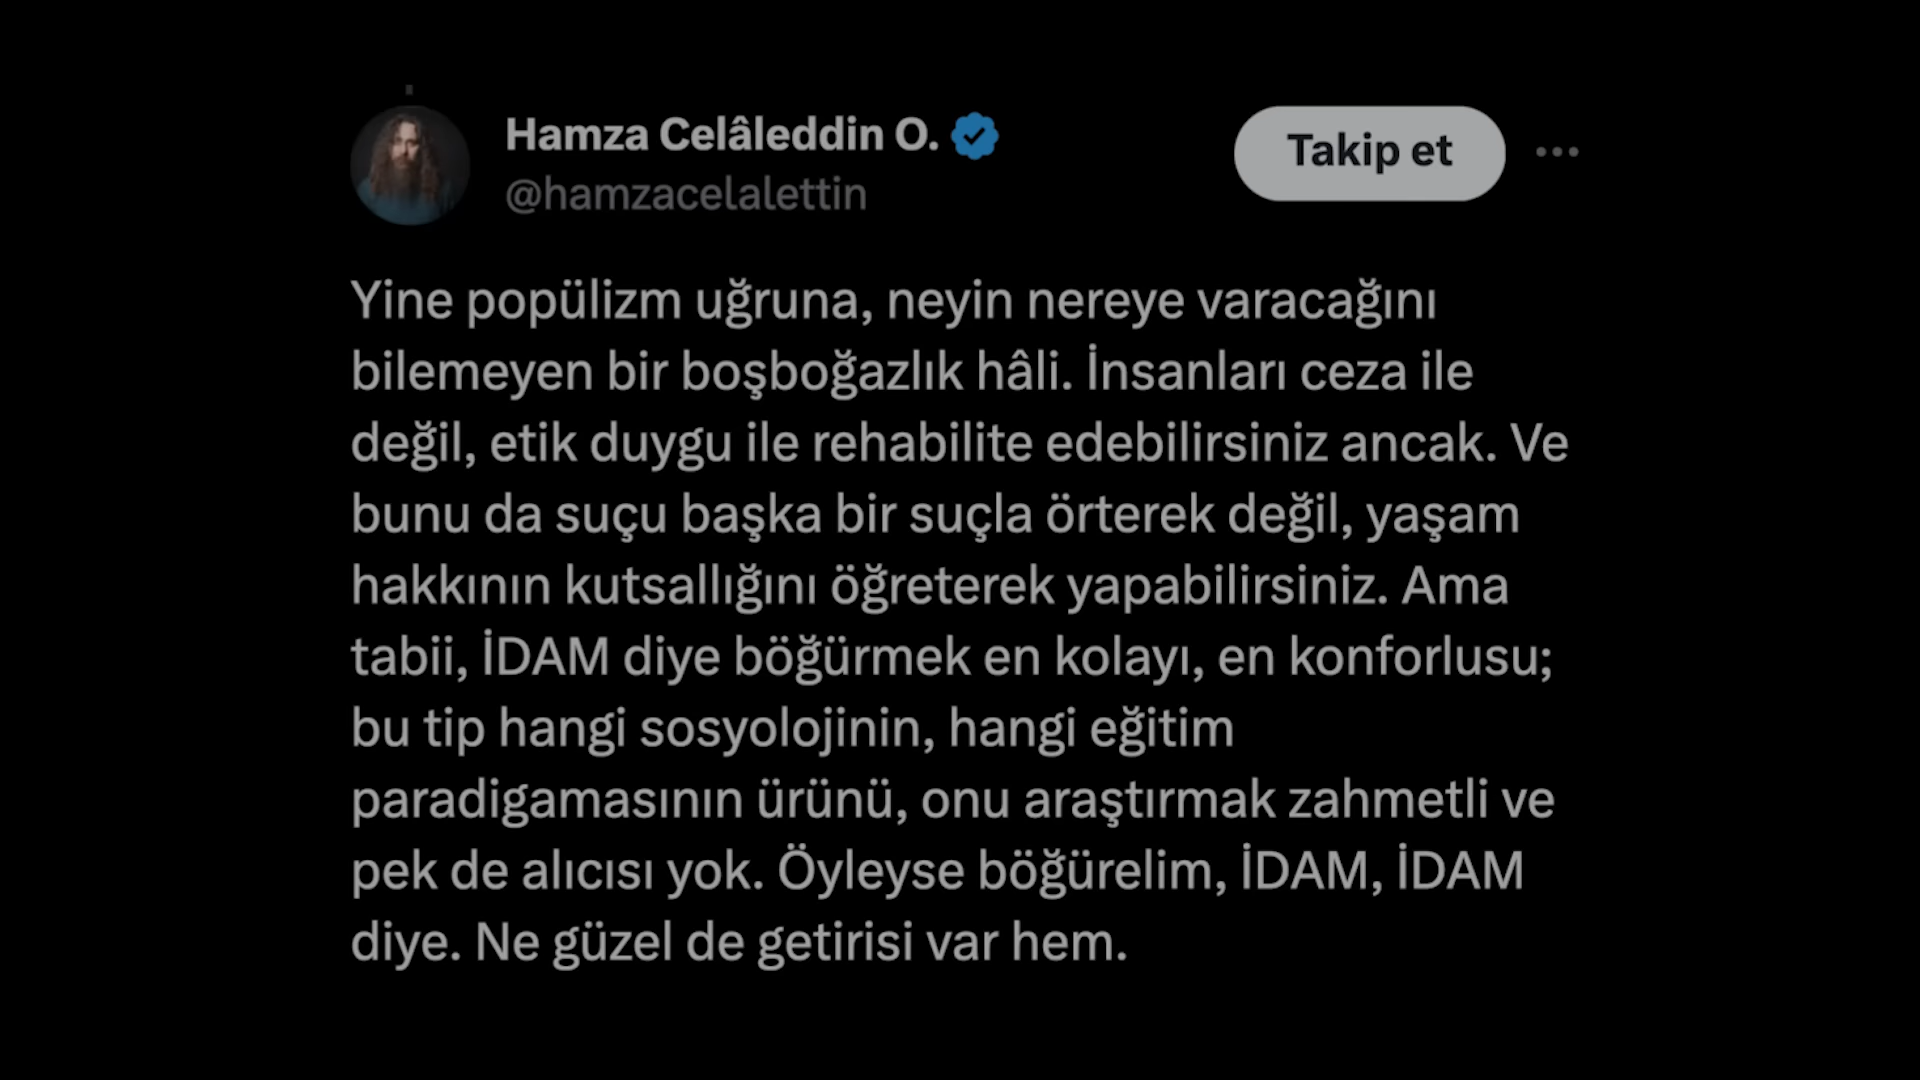 Hamza Celâleddin O.
@hamzacelalettin
Takip et
Yine popülizm uğruna, neyin nereye varacağını
bilemeyen bir boşboğazlık hâli. İnsanları ceza ile
değil, etik duygu ile rehabilite edebilirsiniz ancak. Ve
bunu da suçu başka bir suçla örterek değil, yaşam
hakkının kutsallığını öğreterek yapabilirsiniz. Ama
tabii, İDAM diye böğürmek en kolayı, en konforlusu;
bu tip hangi sosyolojinin, hangi eğitim
paradigamasının ürünü, onu araştırmak zahmetli ve
pek de alıcısı yok. Öyleyse böğürelim, İDAM, İDAM
diye. Ne güzel de getirisi var hem.